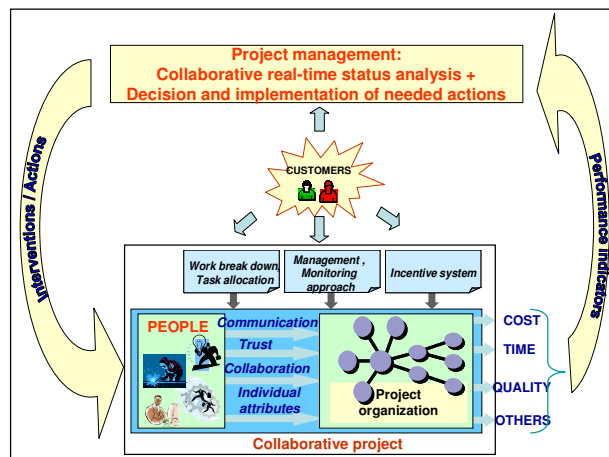 Project management:
Collaborative real-time status analysis +
Decision and implementation of needed actions
Interventions / Actions
Performance Indicators
CUSTOMERS
Work break down,
Task allocation
Management ,
Monitoring
approach
Incentive system
PEOPLE
Communication
Trust
Collaboration
Individual
attributes
Project
organization
COST
TIME
QUALITY
OTHERS
Collaborative project